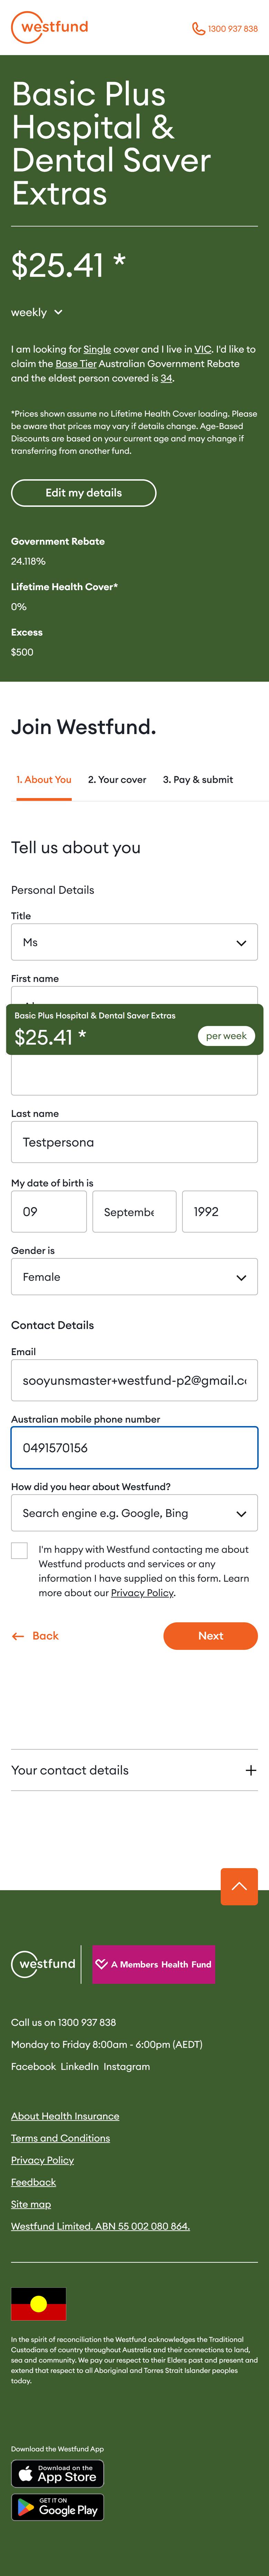 westfund
1300 937 838
Basic Plus
Hospital &
Dental Saver
Extras
$25.41 *
weekly
I am looking for Single cover and I live in VIC. I'd like to
claim the Base Tier Australian Government Rebate
and the eldest person covered is 34.
*Prices shown assume no Lifetime Health Cover loading. Please
be aware that prices may vary if details change. Age-Based
Discounts are based on your current age and may change if
transferring from another fund.
Edit my details
Government Rebate
24.118%
Lifetime Health Cover*
0%
Excess
$500
Join Westfund.
1. About You 2. Your cover 3. Pay & submit
Tell us about you
Personal Details
Title
Ms
First name
Basic Plus Hospital & Dental Saver Extras
$25.41 * per week
Last name
Testpersona
My date of birth is
09 Septembe 1992
Gender is
Female
Contact Details
Email
sooyunsmaster+westfund-p2@gmail.co
Australian mobile phone number
0491570156
How did you hear about Westfund?
Search engine e.g. Google, Bing
I'm happy with Westfund contacting me about
Westfund products and services or any
information I have supplied on this form. Learn
more about our Privacy Policy.
Back Next
Your contact details
westfund A Members Health Fund
Call us on 1300 937 838
Monday to Friday 8:00am - 6:00pm (AEDT)
Facebook LinkedIn Instagram
About Health Insurance
Terms and Conditions
Privacy Policy
Feedback
Site map
Westfund Limited. ABN 55 002 080 864.
In the spirit of reconciliation the Westfund acknowledges the Traditional
Custodians of country throughout Australia and their connections to land,
sea and community. We pay our respect to their Elders past and present and
extend that respect to all Aboriginal and Torres Strait Islander peoples
today.
Download the Westfund App
Download on the
App Store
GET IT ON
Google Play